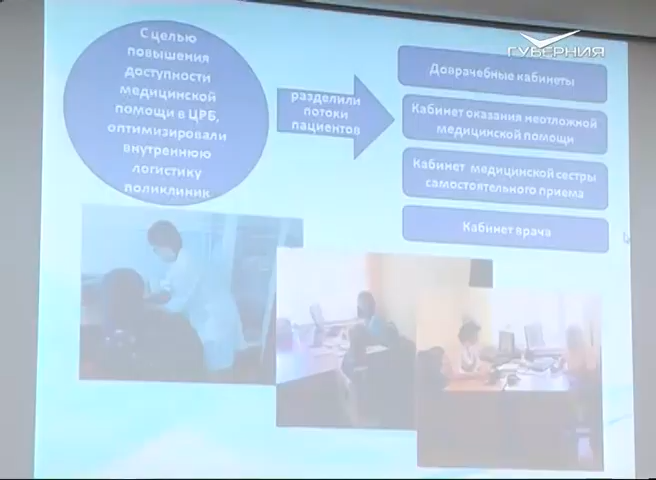 ГУБЕРНИЯ
С целью
повышения
доступности
медицинской
помощи в ЦРБ,
оптимизировали
внутреннюю
логистику
поликлиник
разделили
потоки
пациентов
Доврачебные кабинеты
Кабинет оказания неотложной
медицинской помощи
Кабинет медицинской сестры
самостоятельного приема
Кабинет врача